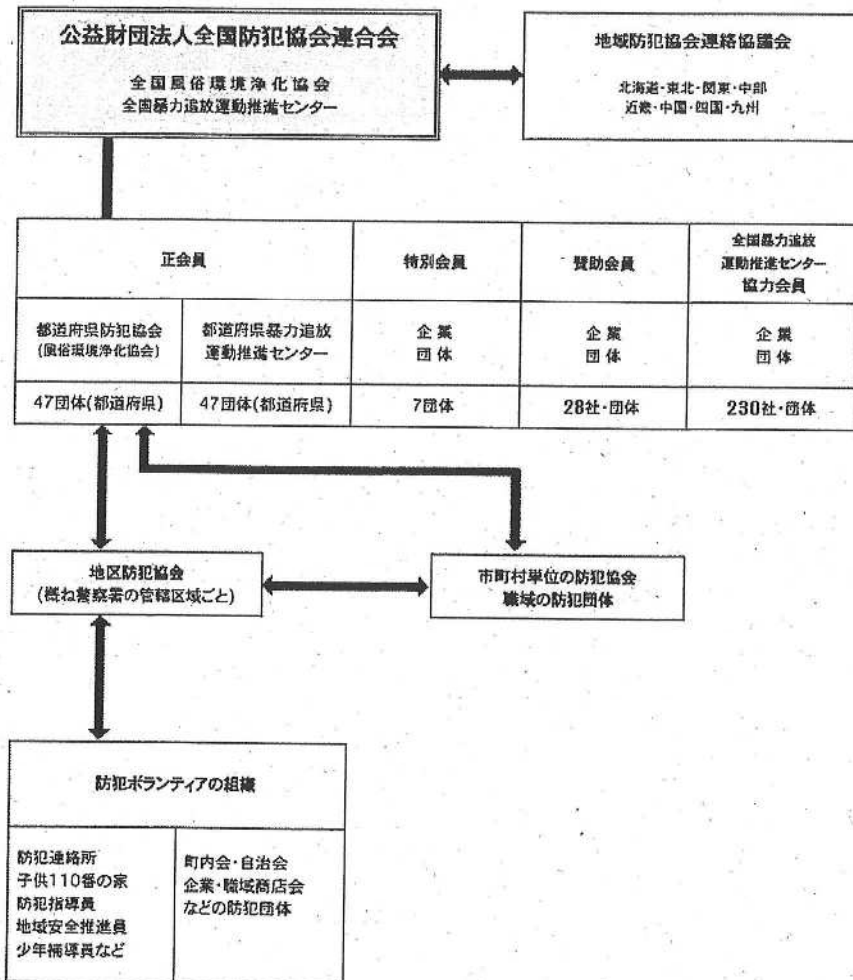 公益財団法人全国防犯協会連合会
全国風俗環境浄化協会
全国暴力追放運動推進センター
地域防犯協会連絡協議会
北海道・東北・関東・中部
近畿・中国・四国・九州
正会員
特別会員
賛助会員
全国暴力追放
運動推進センター
協力会員
都道府県防犯協会
(風俗環境浄化協会)
都道府県暴力追放
運動推進センター
企業
団体
企業
団体
企業
団体
47団体(都道府県)
47団体(都道府県)
7団体
28社・団体
230社・団体
地区防犯協会
(概ね警察署の管轄区域ごと)
市町村単位の防犯協会
職域の防犯団体
防犯ボランティアの組織
防犯連絡所
子供110番の家
防犯指導員
地域安全推進員
少年補導員など
町内会・自治会
企業・職域商店会
などの防犯団体